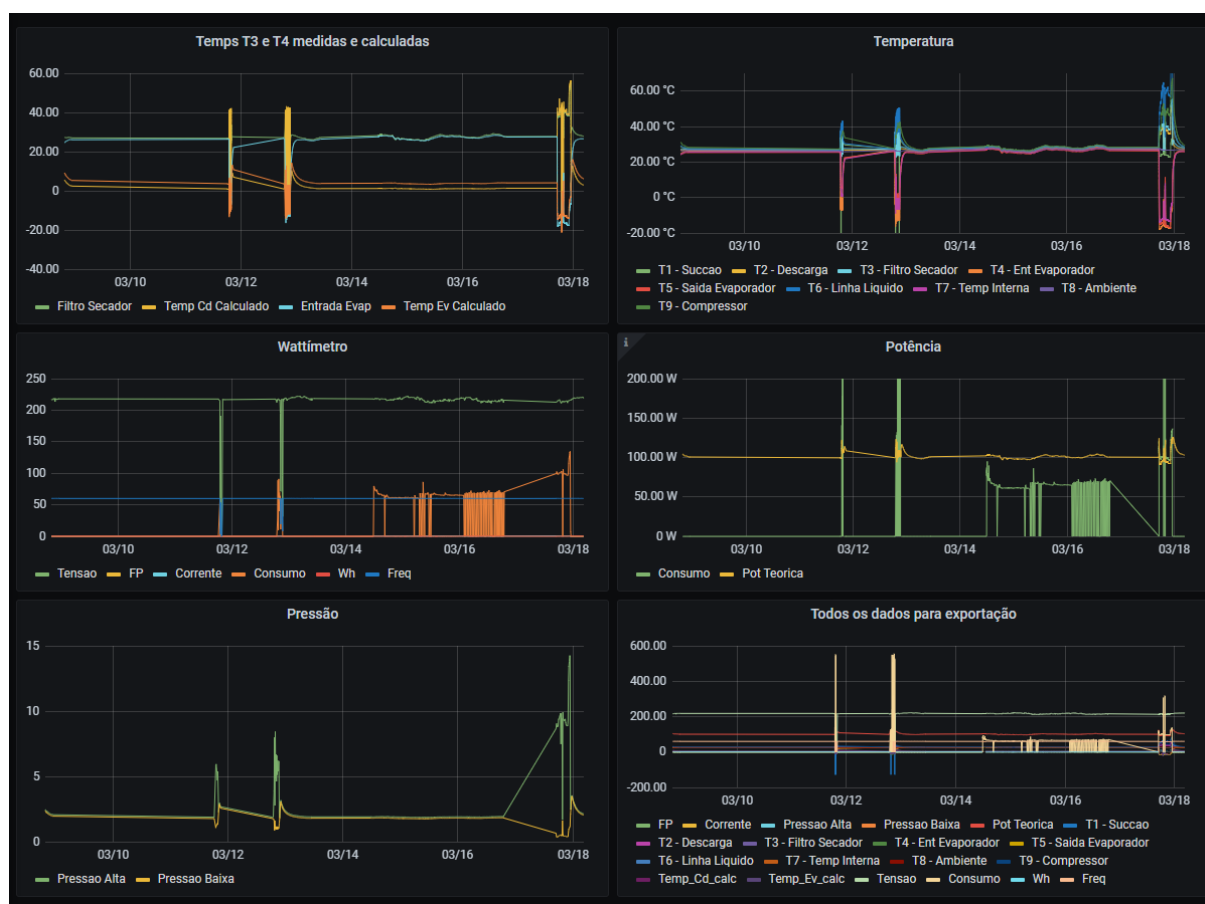 Temps T3 e T4 medidas e calculadas
60.00
40.00
20.00
0
-20.00
-40.00
03/10 03/12 03/14 03/16 03/18
Filtro Secador Temp Cd Calculado Entrada Evap Temp Ev Calculado
Temperatura
60.00 °C
40.00 °C
20.00 °C
0 °C
-20.00 °C
03/10 03/12 03/14 03/16 03/18
T1 - Succao T2 - Descarga T3 - Filtro Secador T4 - Ent Evaporador
T5 - Saida Evaporador T6 - Linha Liquido T7 - Temp Interna T8 - Ambiente
T9 - Compressor
Wattímetro
250
200
150
100
50
0
03/10 03/12 03/14 03/16 03/18
Tensao FP Corrente Consumo Wh Freq
i
Potência
200.00 W
150.00 W
100.00 W
50.00 W
0 W
03/10 03/12 03/14 03/16 03/18
Consumo Pot Teorica
Pressão
15
10
5
0
03/10 03/12 03/14 03/16 03/18
Pressao Alta Pressao Baixa
Todos os dados para exportação
600.00
400.00
200.00
0
-200.00
03/10 03/12 03/14 03/16 03/18
FP Corrente Pressao Alta Pressao Baixa Pot Teorica T1 - Succao
T2 - Descarga T3 - Filtro Secador T4 - Ent Evaporador T5 - Saida Evaporador
T6 - Linha Liquido T7 - Temp Interna T8 - Ambiente T9 - Compressor
Temp_Cd_calc Temp_Ev_calc Tensao Consumo Wh Freq